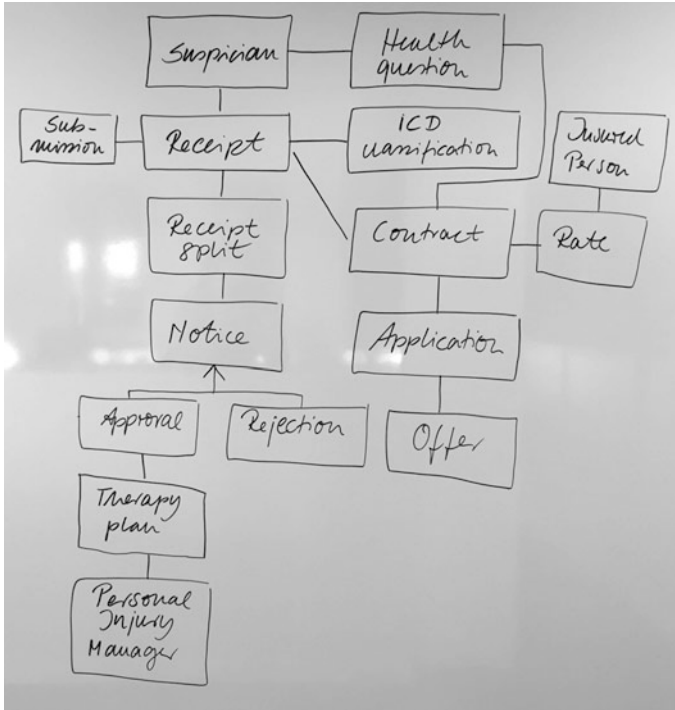 Suspician
Health
question
Sub-
mission
Receipt
ICD
classification
Insured
Person
Receipt
split
Contract
Rate
Notice
Application
Approval
Rejection
Offer
Therapy
plan
Personal
Injury
Manager